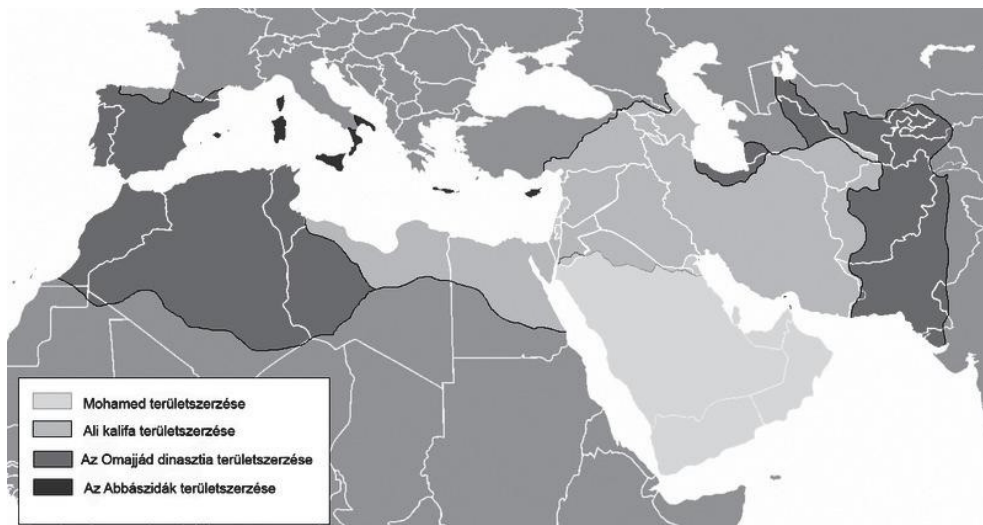 Mohamed területszerzése
Ali kalifa területszerzése
Az Omajjád dinasztia területszerzése
Az Abbászidák területszerzése